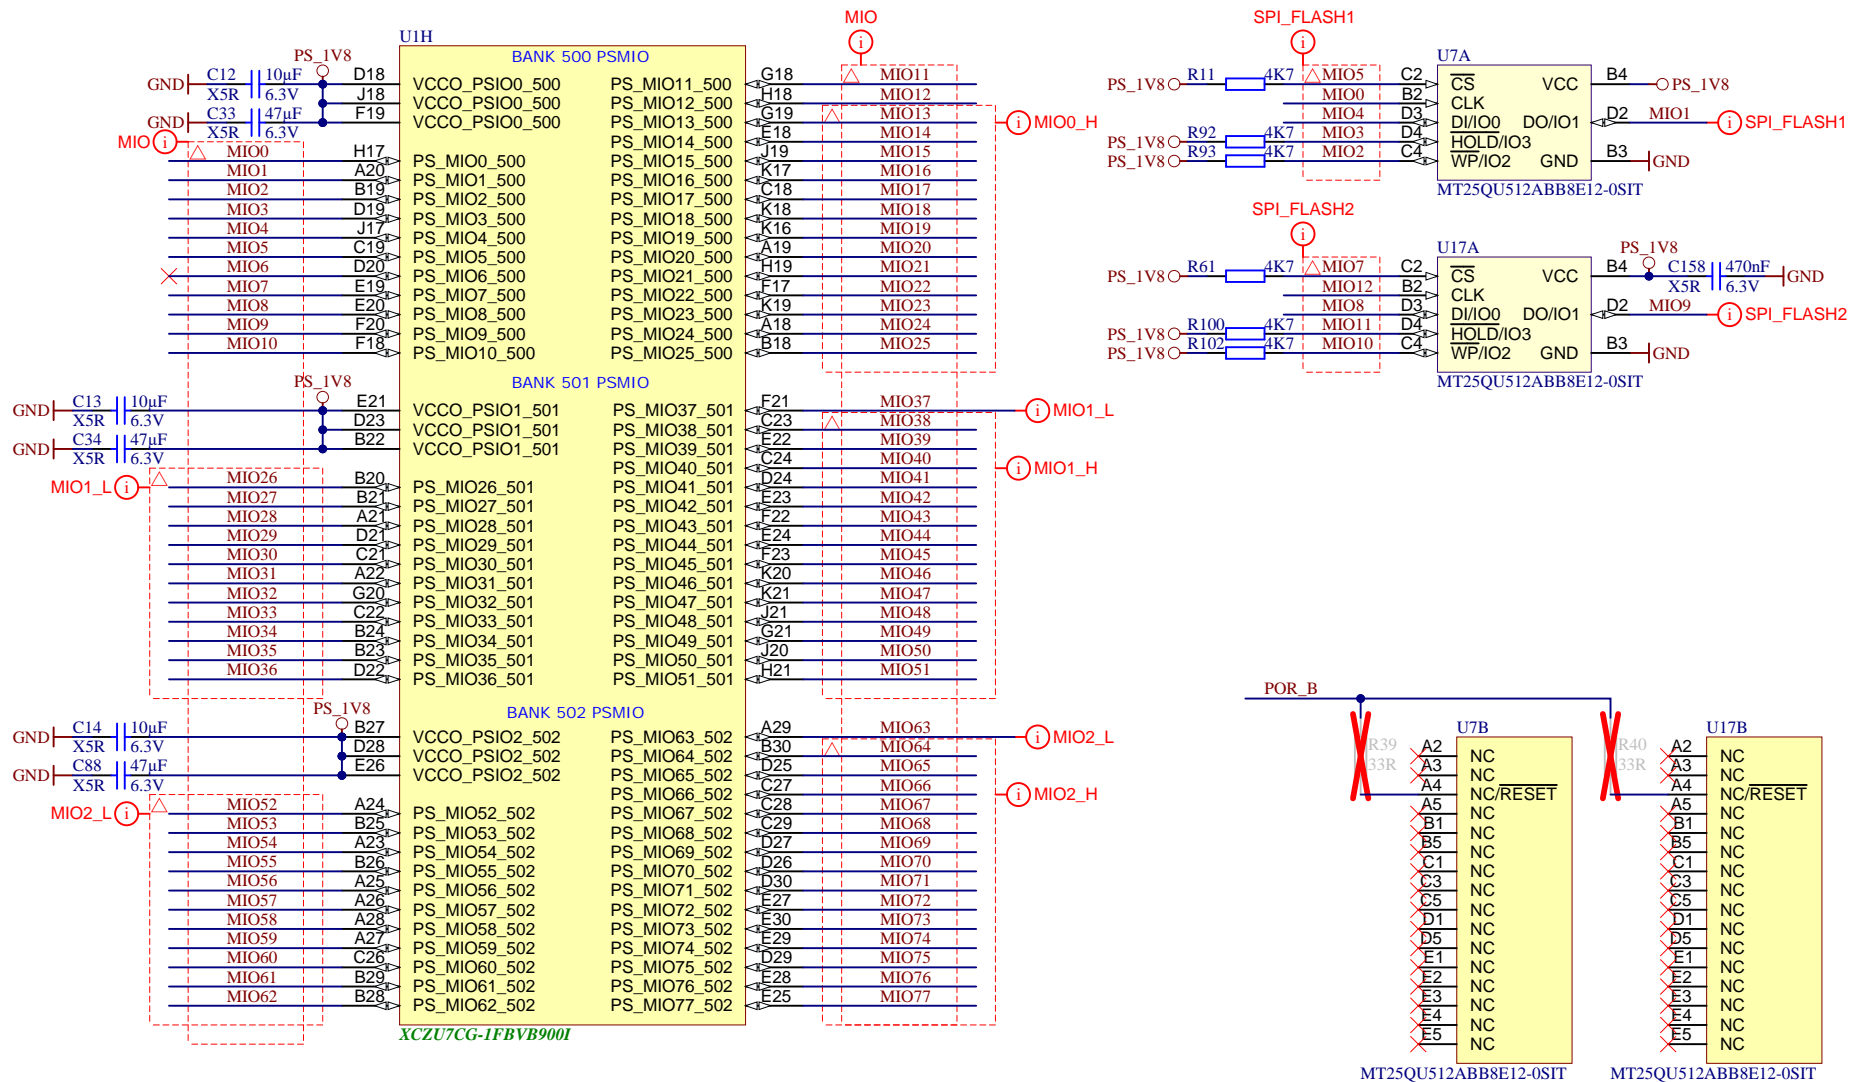 U1H
BANK 500 PSMIO
PS_1V8
GND C12 10µF X5R 6.3V D18 VCCO_PSIO0_500
J18 VCCO_PSIO0_500
GND C33 47µF X5R 6.3V F19 VCCO_PSIO0_500
MIO
MIO0 H17 PS_MIO0_500
MIO1 A20 PS_MIO1_500
MIO2 B19 PS_MIO2_500
MIO3 D19 PS_MIO3_500
MIO4 J17 PS_MIO4_500
MIO5 C19 PS_MIO5_500
MIO6 D20 PS_MIO6_500
MIO7 E19 PS_MIO7_500
MIO8 E20 PS_MIO8_500
MIO9 F20 PS_MIO9_500
MIO10 F18 PS_MIO10_500
MIO
PS_MIO11_500 G18 MIO11
PS_MIO12_500 H18 MIO12
PS_MIO13_500 G19 MIO13
MIO0_H
PS_MIO14_500 E18 MIO14
PS_MIO15_500 J19 MIO15
PS_MIO16_500 K17 MIO16
PS_MIO17_500 C18 MIO17
PS_MIO18_500 K18 MIO18
PS_MIO19_500 K16 MIO19
PS_MIO20_500 A19 MIO20
PS_MIO21_500 H19 MIO21
PS_MIO22_500 F17 MIO22
PS_MIO23_500 K19 MIO23
PS_MIO24_500 A18 MIO24
PS_MIO25_500 B18 MIO25
BANK 501 PSMIO
PS_1V8
GND C13 10µF X5R 6.3V E21 VCCO_PSIO1_501
D23 VCCO_PSIO1_501
GND C34 47µF X5R 6.3V B22 VCCO_PSIO1_501
MIO1_L
MIO26 B20 PS_MIO26_501
MIO27 B21 PS_MIO27_501
MIO28 A21 PS_MIO28_501
MIO29 D21 PS_MIO29_501
MIO30 C21 PS_MIO30_501
MIO31 A22 PS_MIO31_501
MIO32 G20 PS_MIO32_501
MIO33 C22 PS_MIO33_501
MIO34 B24 PS_MIO34_501
MIO35 B23 PS_MIO35_501
MIO36 D22 PS_MIO36_501
PS_MIO37_501 F21 MIO37 MIO1_L
PS_MIO38_501 C23 MIO38
PS_MIO39_501 E22 MIO39
PS_MIO40_501 C24 MIO40 MIO1_H
PS_MIO41_501 D24 MIO41
PS_MIO42_501 E23 MIO42
PS_MIO43_501 F22 MIO43
PS_MIO44_501 E24 MIO44
PS_MIO45_501 F23 MIO45
PS_MIO46_501 K20 MIO46
PS_MIO47_501 K21 MIO47
PS_MIO48_501 J21 MIO48
PS_MIO49_501 G21 MIO49
PS_MIO50_501 J20 MIO50
PS_MIO51_501 H21 MIO51
BANK 502 PSMIO
PS_1V8
GND C14 10µF X5R 6.3V B27 VCCO_PSIO2_502
D28 VCCO_PSIO2_502
GND C88 47µF X5R 6.3V E26 VCCO_PSIO2_502
MIO2_L
MIO52 A24 PS_MIO52_502
MIO53 B25 PS_MIO53_502
MIO54 A23 PS_MIO54_502
MIO55 B26 PS_MIO55_502
MIO56 A25 PS_MIO56_502
MIO57 A26 PS_MIO57_502
MIO58 A28 PS_MIO58_502
MIO59 A27 PS_MIO59_502
MIO60 C26 PS_MIO60_502
MIO61 B29 PS_MIO61_502
MIO62 B28 PS_MIO62_502
PS_MIO63_502 A29 MIO63 MIO2_L
PS_MIO64_502 B30 MIO64
PS_MIO65_502 D25 MIO65
PS_MIO66_502 C27 MIO66 MIO2_H
PS_MIO67_502 C28 MIO67
PS_MIO68_502 C29 MIO68
PS_MIO69_502 D27 MIO69
PS_MIO70_502 D26 MIO70
PS_MIO71_502 D30 MIO71
PS_MIO72_502 E27 MIO72
PS_MIO73_502 E30 MIO73
PS_MIO74_502 E29 MIO74
PS_MIO75_502 D29 MIO75
PS_MIO76_502 E28 MIO76
PS_MIO77_502 E25 MIO77
XCZU7CG-1FBVB900I
SPI_FLASH1
U7A
PS_1V8 R11 4K7 MIO5 C2 CS VCC B4 PS_1V8
MIO0 B2 CLK
MIO4 D3 DI/IO0 DO/IO1 D2 MIO1 SPI_FLASH1
PS_1V8 R92 4K7 MIO3 D4 HOLD/IO3
PS_1V8 R93 4K7 MIO2 C4 WP/IO2 GND B3 GND
MT25QU512ABB8E12-0SIT
SPI_FLASH2
U17A
PS_1V8
PS_1V8 R61 4K7 MIO7 C2 CS VCC B4 C158 470nF X5R 6.3V GND
MIO12 B2 CLK
MIO8 D3 DI/IO0 DO/IO1 D2 MIO9 SPI_FLASH2
PS_1V8 R100 4K7 MIO11 D4 HOLD/IO3
PS_1V8 R102 4K7 MIO10 C4 WP/IO2 GND B3 GND
MT25QU512ABB8E12-0SIT
POR_B
R39
33R
U7B
A2 NC
A3 NC
A4 NC/RESET
A5 NC
B1 NC
B5 NC
C1 NC
C3 NC
C5 NC
D1 NC
D5 NC
E1 NC
E2 NC
E3 NC
E4 NC
E5 NC
MT25QU512ABB8E12-0SIT
R40
33R
U17B
A2 NC
A3 NC
A4 NC/RESET
A5 NC
B1 NC
B5 NC
C1 NC
C3 NC
C5 NC
D1 NC
D5 NC
E1 NC
E2 NC
E3 NC
E4 NC
E5 NC
MT25QU512ABB8E12-0SIT